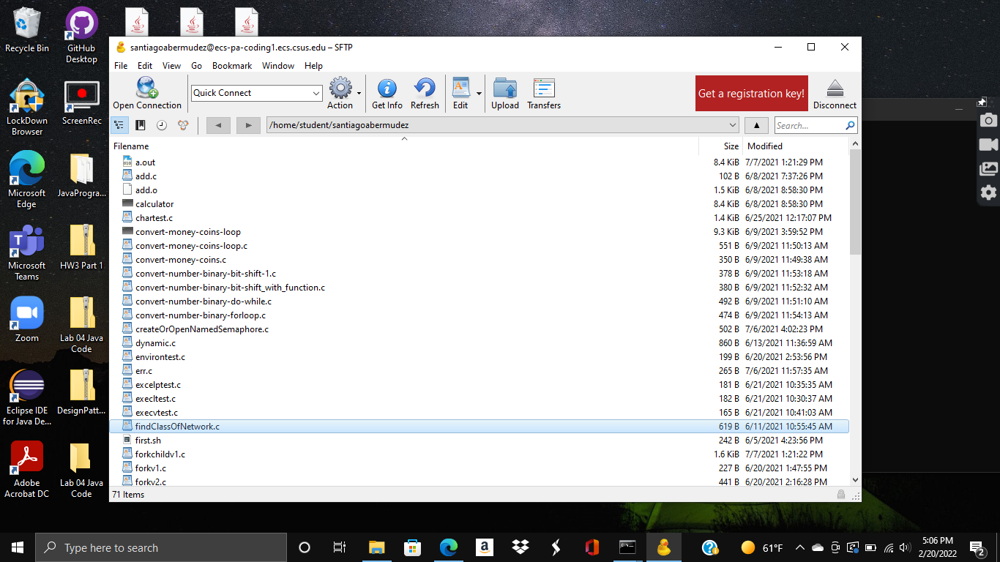 santiagoabermudez@ecs-pa-coding1.ecs.csus.edu – SFTP
File Edit View Go Bookmark Window Help
Open Connection
Quick Connect
Action
Get Info
Refresh
Edit
Upload
Transfers
Get a registration key!
Disconnect
/home/student/santiagoabermudez
Search...
Filename Size Modified
a.out 8.4 KiB 7/7/2021 1:21:29 PM
add.c 102 B 6/8/2021 7:37:26 PM
add.o 1.5 KiB 6/8/2021 8:58:30 PM
calculator 8.4 KiB 6/8/2021 8:58:30 PM
chartest.c 1.4 KiB 6/25/2021 12:17:07 PM
convert-money-coins-loop 9.3 KiB 6/9/2021 3:59:52 PM
convert-money-coins-loop.c 551 B 6/9/2021 11:50:13 AM
convert-money-coins.c 350 B 6/9/2021 11:49:38 AM
convert-number-binary-bit-shift-1.c 378 B 6/9/2021 11:53:18 AM
convert-number-binary-bit-shift_with_function.c 380 B 6/9/2021 11:52:32 AM
convert-number-binary-do-while.c 492 B 6/9/2021 11:51:10 AM
convert-number-binary-forloop.c 474 B 6/9/2021 11:54:13 AM
createOrOpenNamedSemaphore.c 502 B 7/6/2021 4:02:23 PM
dynamic.c 860 B 6/13/2021 11:36:59 AM
environtest.c 199 B 6/20/2021 2:53:56 PM
err.c 265 B 7/6/2021 11:57:35 AM
excelptest.c 181 B 6/21/2021 10:35:35 AM
execltest.c 182 B 6/21/2021 10:30:37 AM
execvtest.c 165 B 6/21/2021 10:41:03 AM
findClassOfNetwork.c 619 B 6/11/2021 10:55:45 AM
first.sh 242 B 6/5/2021 4:23:56 PM
forkchildv1.c 1.6 KiB 7/7/2021 1:21:22 PM
forkv1.c 227 B 6/20/2021 1:47:55 PM
forkv2.c 441 B 6/20/2021 2:16:28 PM
71 Items
Recycle Bin
GitHub
Desktop
LockDown
Browser
ScreenRec
Microsoft
Edge
JavaProgra...
Microsoft
Teams
HW3 Part 1
Zoom
Lab 04 Java
Code
Eclipse IDE
for Java De...
DesignPatt...
Adobe
Acrobat DC
Lab 04 Java
Code
Type here to search
61°F
5:06 PM
2/20/2022
2